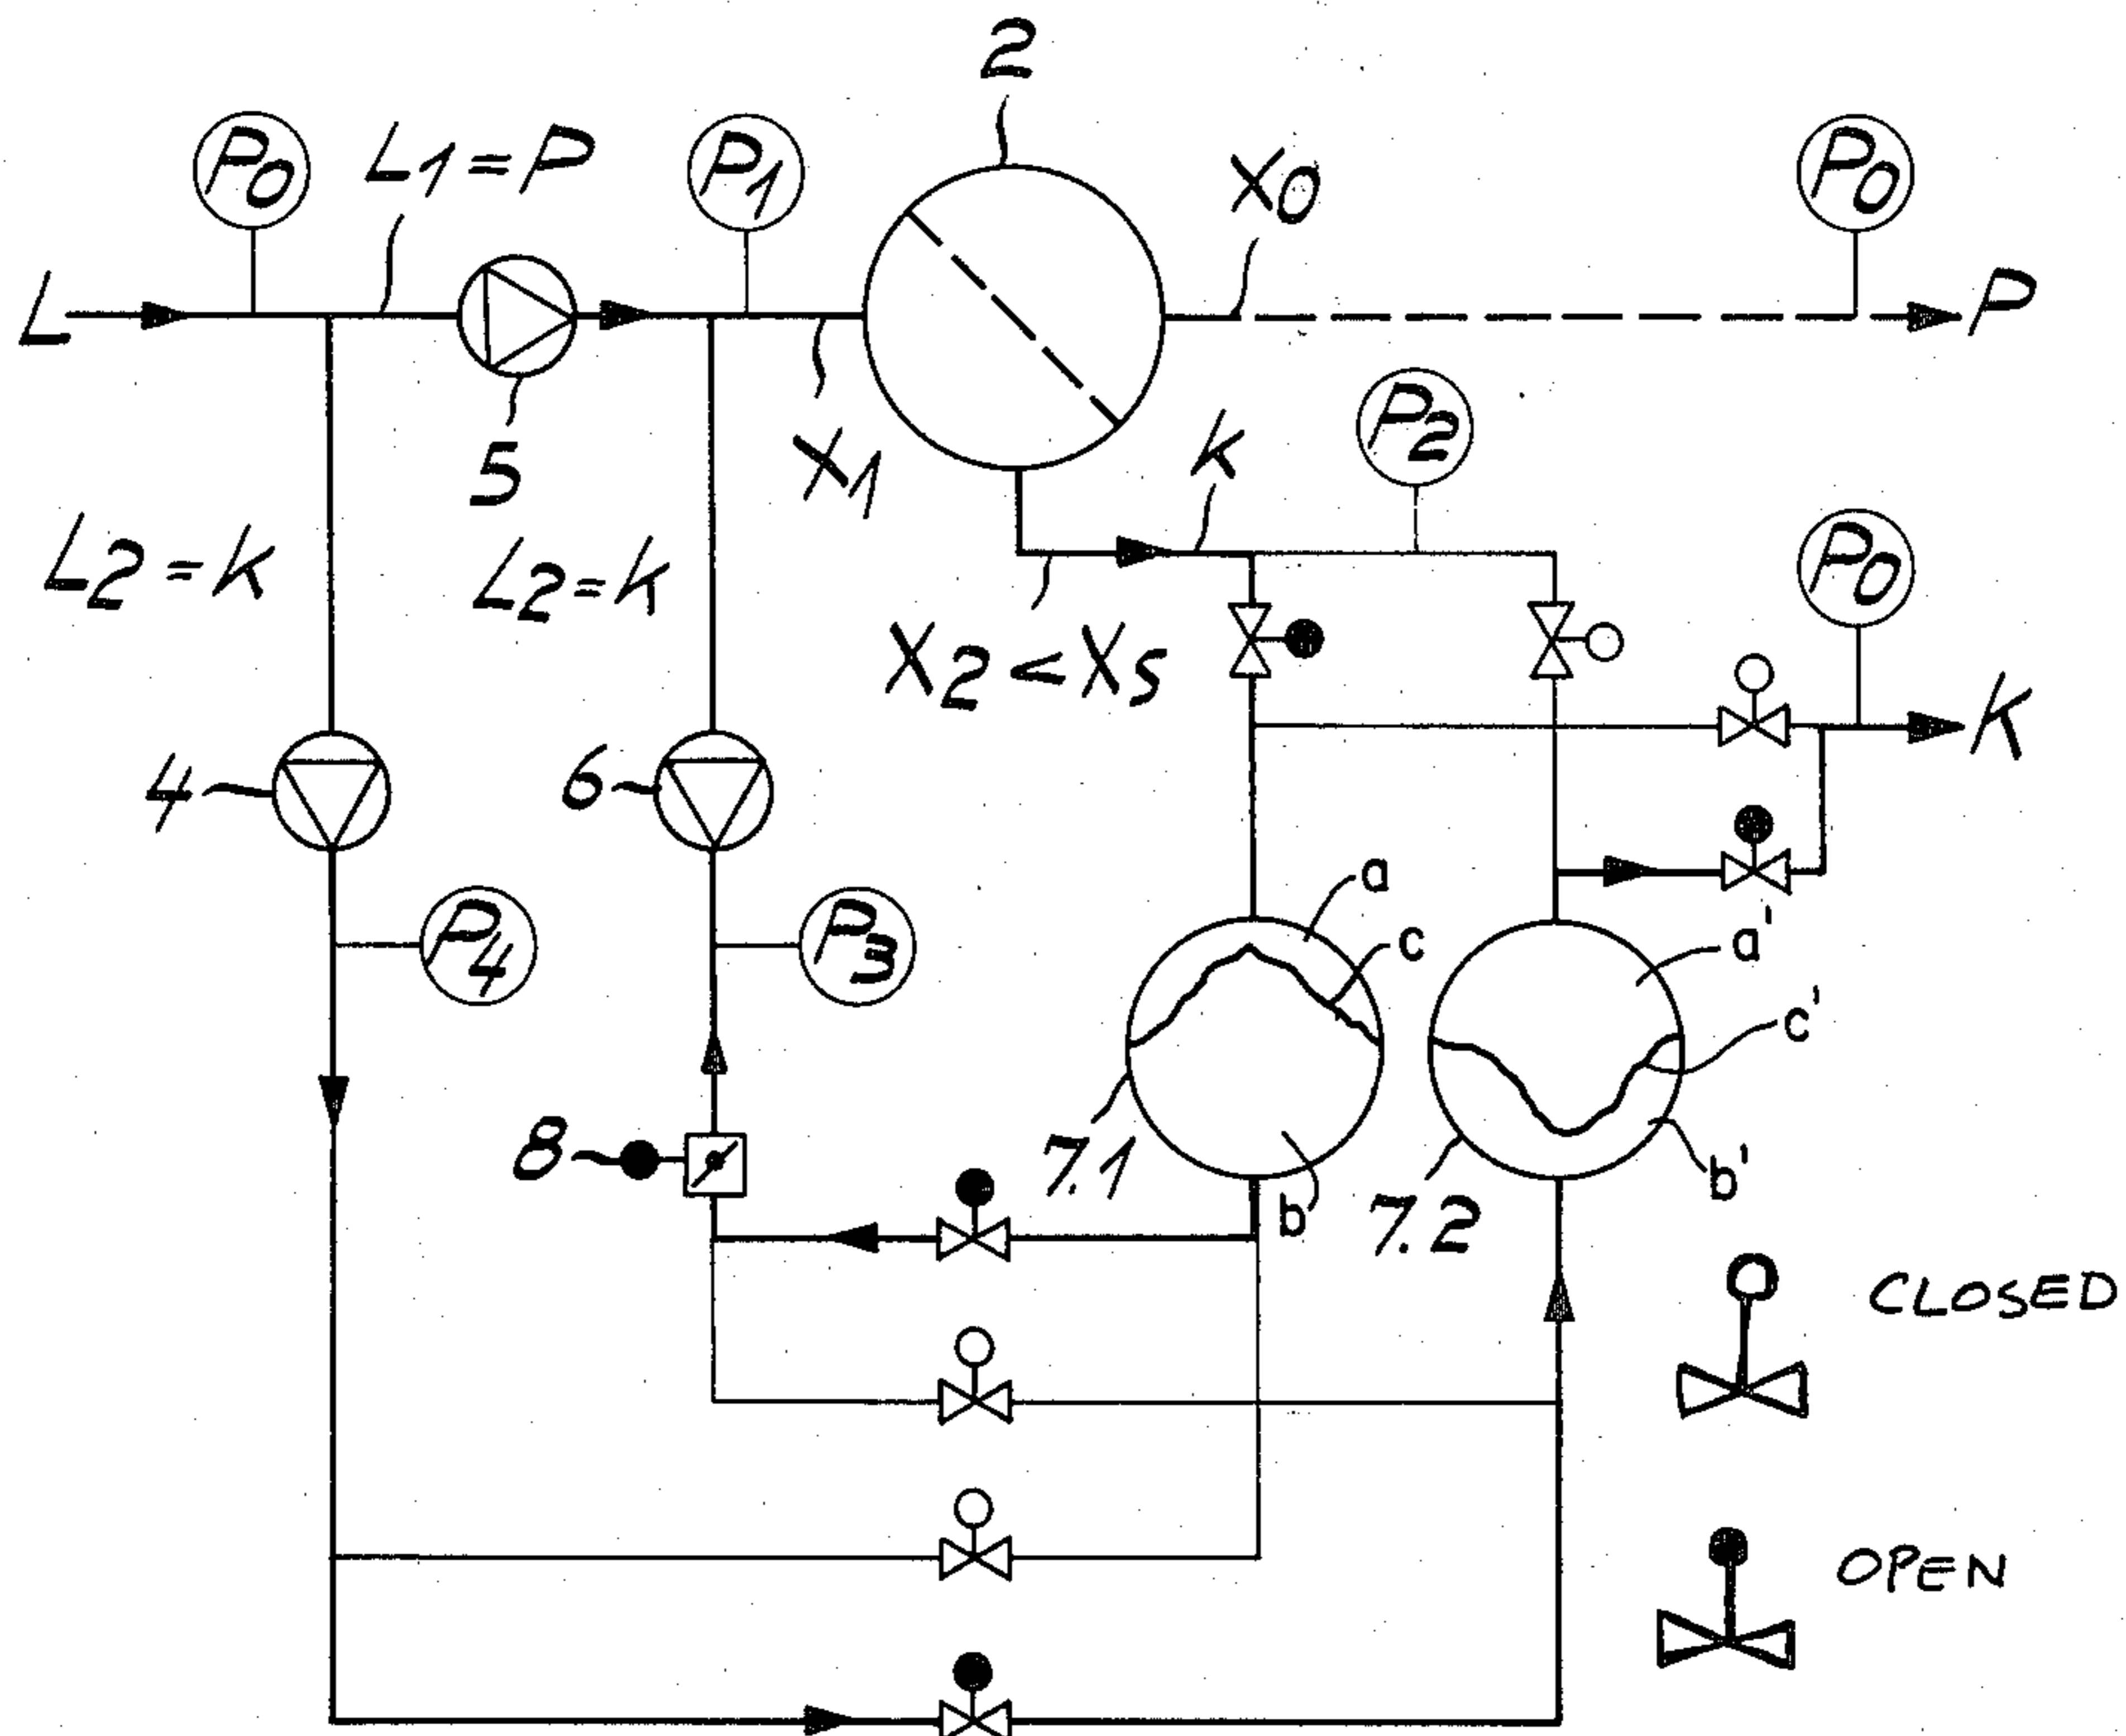 2
P0
L1=P
P1
X0
P0
L
P
5
X1
K
P2
L2=K
L2=K
P0
X2<XS
K
4
6
a
P4
P3
c
a'
c'
8
7.1
b
7.2
b'
CLOSED
OPEN